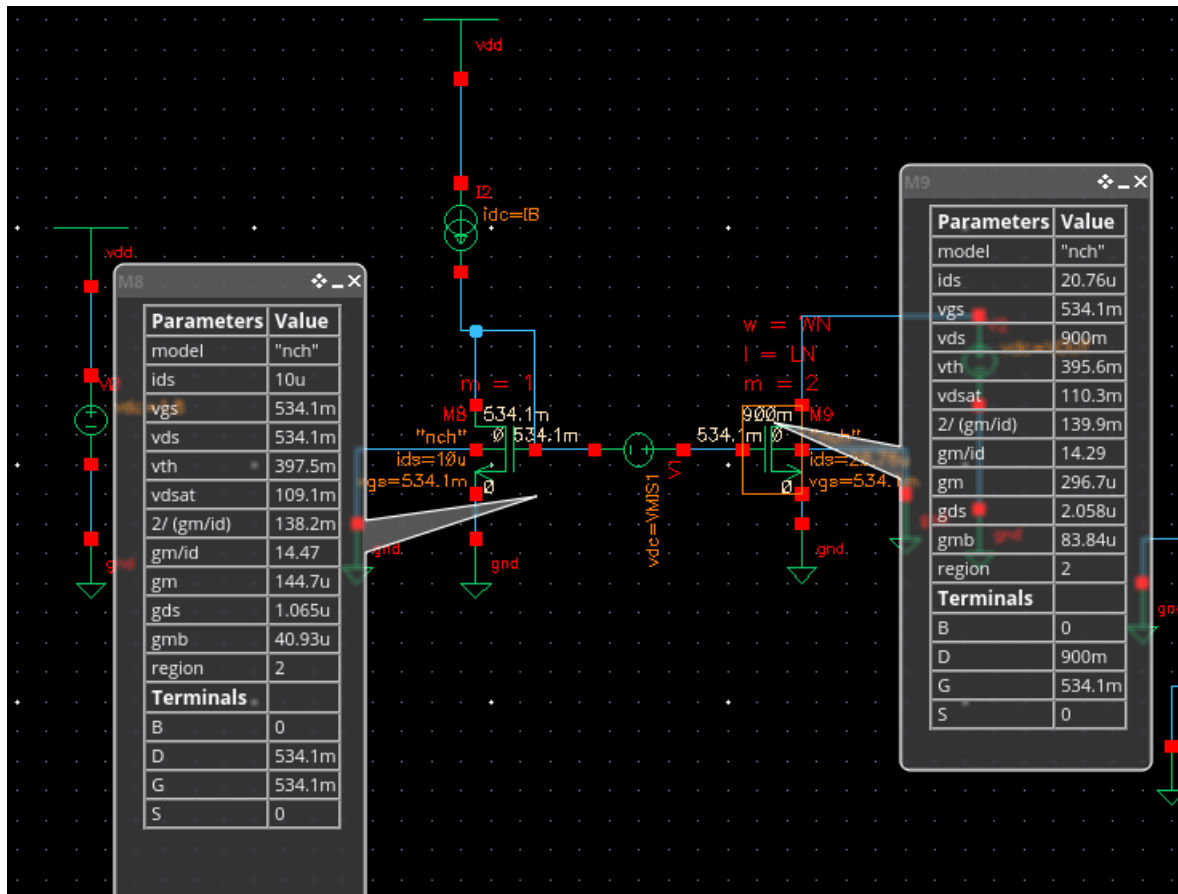 vdd
I2
idc=IB
vdd
M8
Parameters Value
model "nch"
ids 10u
vgs 534.1m
vds 534.1m
vth 397.5m
vdsat 109.1m
2/ (gm/id) 138.2m
gm/id 14.47
gm 144.7u
gds 1.065u
gmb 40.93u
region 2
Terminals
B 0
D 534.1m
G 534.1m
S 0
gnd
gnd
m = 1
M8
534.1m
0
534.1m
"nch"
ids=10u
vgs=534.1m
0
gnd
V1
vdc=VMIS1
w = WN
l = LN
m = 2
900m
M9
534.1m
0
"nch"
vgs=534.1m
0
gnd
M9
Parameters Value
model "nch"
ids 20.76u
vgs 534.1m
vds 900m
vth 395.6m
vdsat 110.3m
2/ (gm/id) 139.9m
gm/id 14.29
gm 296.7u
gds 2.058u
gmb 83.84u
region 2
Terminals
B 0
D 900m
G 534.1m
S 0
gnd